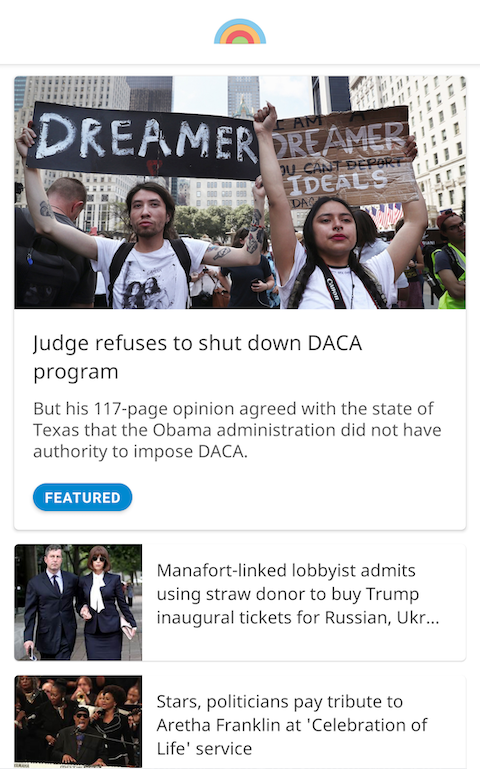 DREAMER
I AM A
DREAMER
YOU CAN'T DEPORT
IDEALS
DACA
Canon
Judge refuses to shut down DACA
program
But his 117-page opinion agreed with the state of
Texas that the Obama administration did not have
authority to impose DACA.
FEATURED
Manafort-linked lobbyist admits
using straw donor to buy Trump
inaugural tickets for Russian, Ukr...
Stars, politicians pay tribute to
Aretha Franklin at 'Celebration of
Life' service